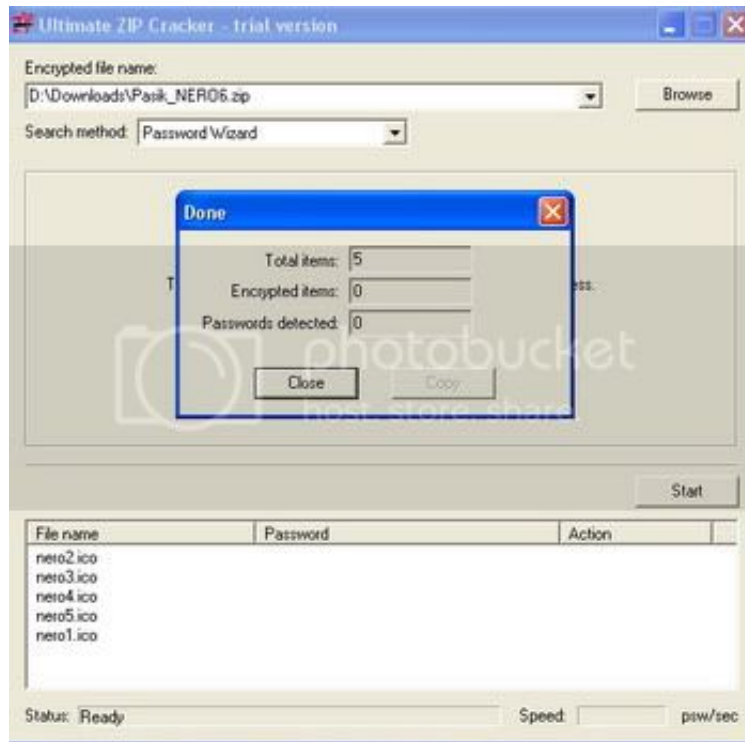 Ultimate ZIP Cracker - trial version
Encrypted file name:
D:\Downloads\Pasik_NERO6.zip
Browse
Search method: Password Wizard
Done
Total items: 5
Encrypted items: 0
Passwords detected: 0
Close
Copy
T
ess.
photobucket
host. store. share
Start
File name
Password
Action
nero2.ico
nero3.ico
nero4.ico
nero5.ico
nero1.ico
Status: Ready
Speed:
psw/sec